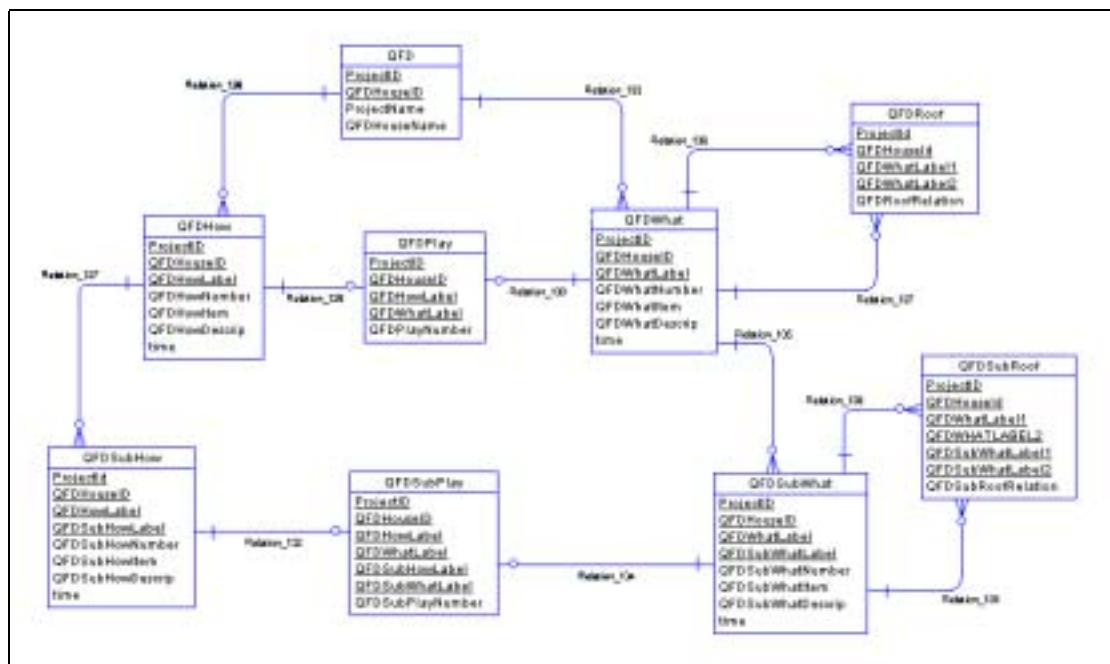 QFD
ProjectID
QFDHouseID
ProjectName
QFDHouseName
QFDRoof
ProjectId
QFDHouseId
QFDWhatLabel1
QFDWhatLabel2
QFDRoofRelation
QFDHow
ProjectID
QFDHouseID
QFDHowLabel
QFDHowNumber
QFDHowItem
QFDHowDescrip
time
QFDPlay
ProjectID
QFDHouseID
QFDHowLabel
QFDWhatLabel
QFDPlayNumber
QFDWhat
ProjectID
QFDHouseID
QFDWhatLabel
QFDWhatNumber
QFDWhatItem
QFDWhatDescrip
time
QFDSubRoof
ProjectID
QFDHouseId
QFDWhatLabel1
QFDWHATLABEL2
QFDSubWhatLabel1
QFDSubWhatLabel2
QFDSubRoofRelation
QFDSubHow
ProjectId
QFDHouseID
QFDHowLabel
QFDSubHowLabel
QFDSubHowNumber
QFDSubHowItem
QFDSubHowDescrip
time
QFDSubPlay
ProjectID
QFDHouseID
QFDHowLabel
QFDWhatLabel
QFDSubHowLabel
QFDSubWhatLabel
QFDSubPlayNumber
QFDSubWhat
ProjectID
QFDHouseID
QFDWhatLabel
QFDSubWhatLabel
QFDSubWhatNumber
QFDSubWhatItem
QFDSubWhatDescrip
time